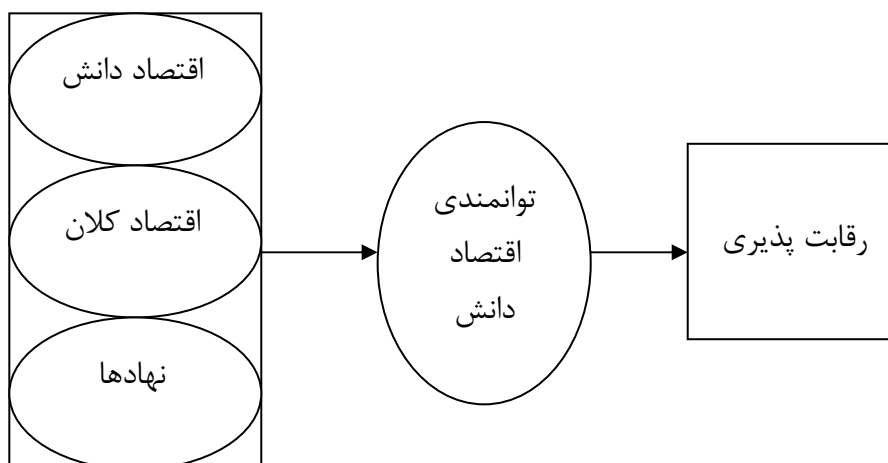 اقتصاد دانش
اقتصاد کلان
نهادها
توانمندی
اقتصاد
دانش
رقابت پذیری